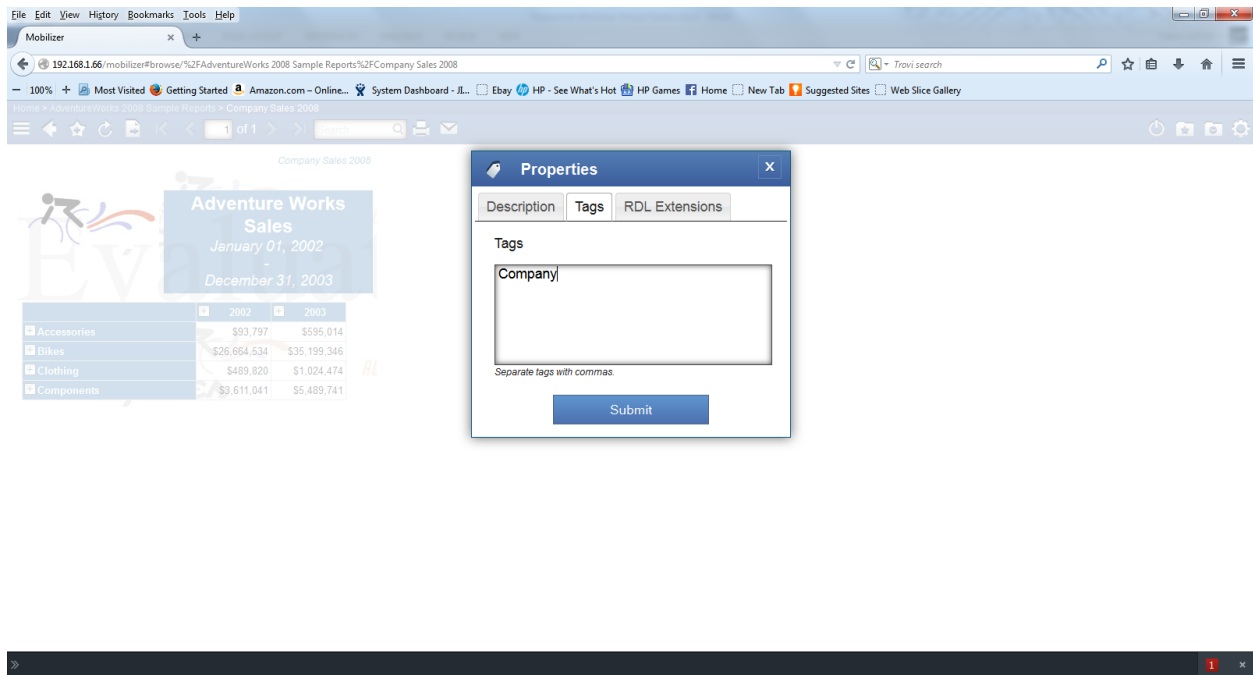 File Edit View History Bookmarks Tools Help
Mobilizer × +
192.168.1.66/mobilizer#browse/%2FAdventureWorks 2008 Sample Reports%2FCompany Sales 2008 Trovi search
100% + Most Visited Getting Started Amazon.com – Online... System Dashboard - JI... Ebay HP - See What's Hot HP Games Home New Tab Suggested Sites Web Slice Gallery
Home > AdventureWorks 2008 Sample Reports > Company Sales 2008
1 of 1 Search
Company Sales 2008
Adventure Works
Sales
January 01, 2002
-
December 31, 2003
2002 2003
Accessories $93,797 $595,014
Bikes $26,664,534 $35,199,346
Clothing $489,820 $1,024,474
Components $3,611,041 $5,489,741
Properties X
Description Tags RDL Extensions
Tags
Company
Separate tags with commas.
Submit
» 1 ×